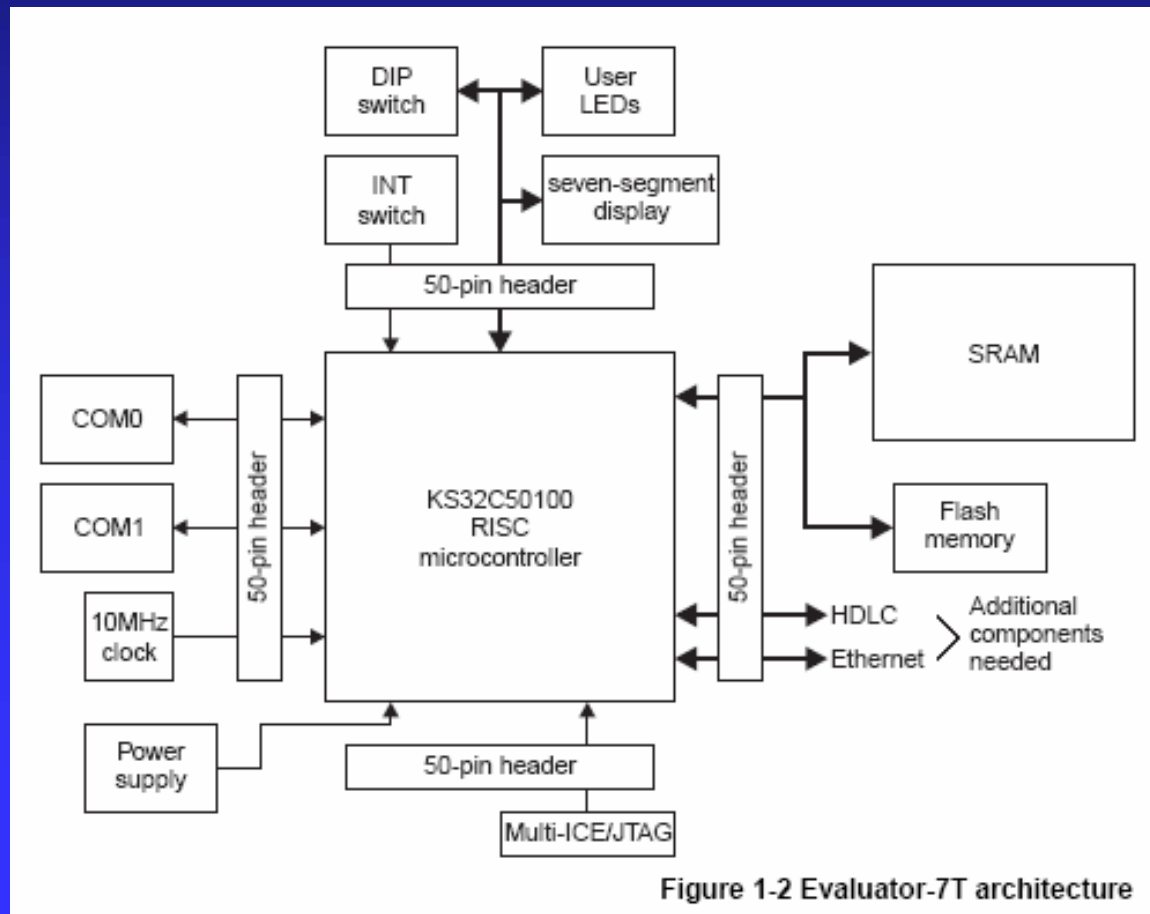 DIP
switch
User
LEDs
INT
switch
seven-segment
display
50-pin header
SRAM
COM0
COM1
10MHz
clock
50-pin header
KS32C50100
RISC
microcontroller
50-pin header
Flash
memory
HDLC
Ethernet
Additional
components
needed
Power
supply
50-pin header
Multi-ICE/JTAG
Figure 1-2 Evaluator-7T architecture